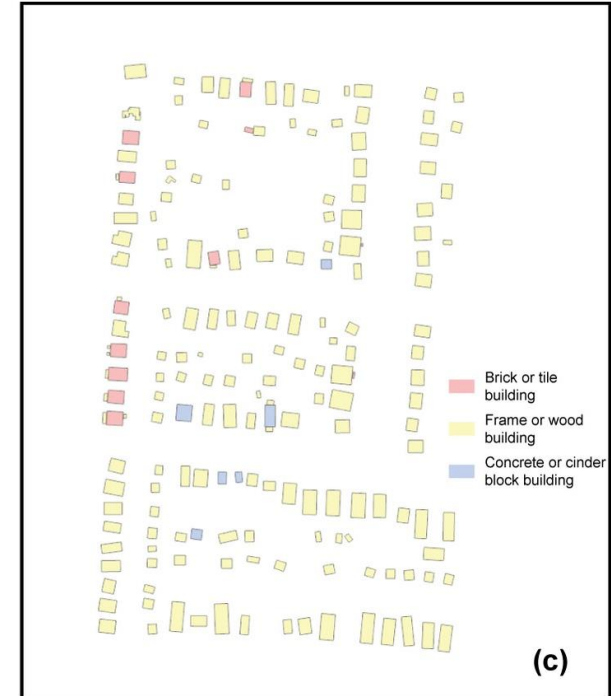 Brick or tile
building
Frame or wood
building
Concrete or cinder
block building
(c)